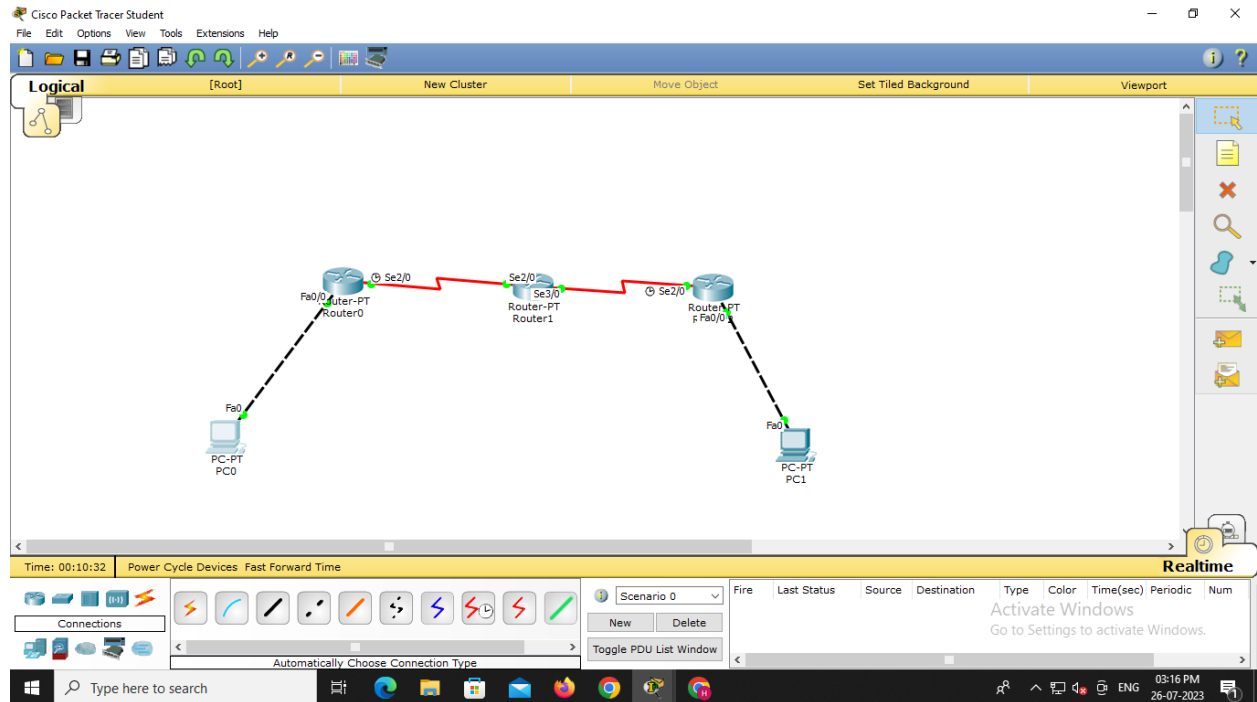 Cisco Packet Tracer Student
File Edit Options View Tools Extensions Help
Logical [Root] New Cluster Move Object Set Tiled Background Viewport
Se2/0 Se2/0
Fa0/0 Se3/0 Se2/0
Router-PT Router-PT
Router0 Router1 Fa0/0
Fa0 Fa0
PC-PT PC-PT
PC0 PC1
Time: 00:10:32 Power Cycle Devices Fast Forward Time Realtime
Connections
Automatically Choose Connection Type
Scenario 0
New Delete
Toggle PDU List Window
Fire Last Status Source Destination Type Color Time(sec) Periodic Num
Activate Windows
Go to Settings to activate Windows.
Type here to search
ENG 03:16 PM
26-07-2023